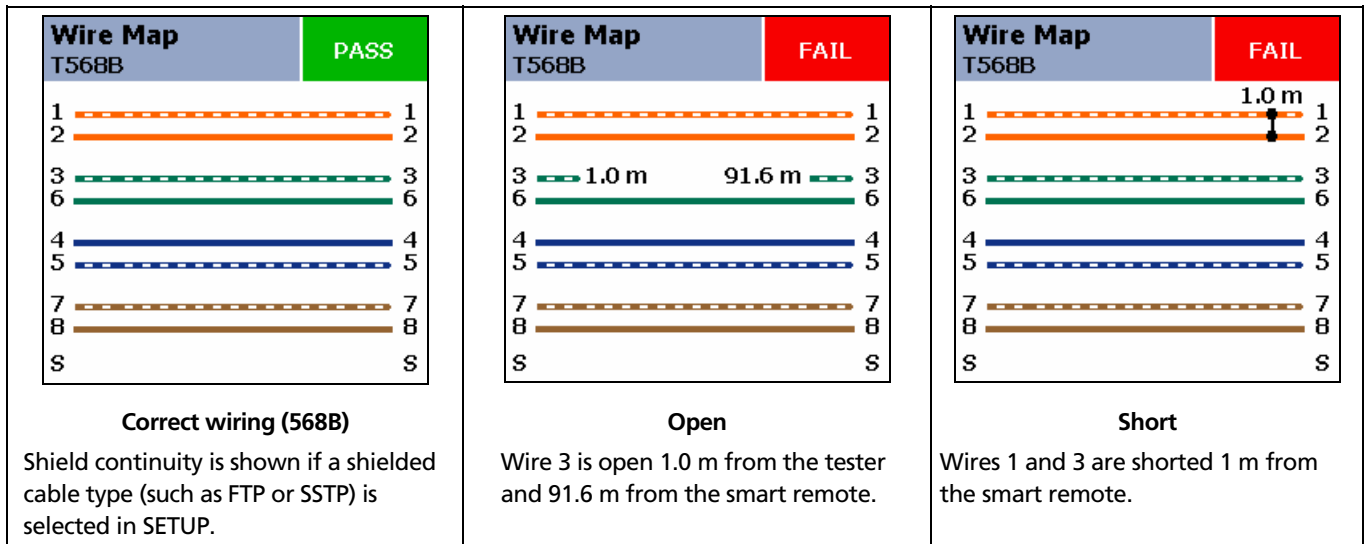 Wire Map
T568B
PASS
1 1
2 2
3 3
6 6
4 4
5 5
7 7
8 8
S S
Correct wiring (568B)
Shield continuity is shown if a shielded
cable type (such as FTP or SSTP) is
selected in SETUP.
Wire Map
T568B
FAIL
1 1
2 2
3 1.0 m 91.6 m 3
6 6
4 4
5 5
7 7
8 8
S S
Open
Wire 3 is open 1.0 m from the tester
and 91.6 m from the smart remote.
Wire Map
T568B
FAIL
1.0 m
1 1
2 2
3 3
6 6
4 4
5 5
7 7
8 8
S S
Short
Wires 1 and 3 are shorted 1 m from
the smart remote.